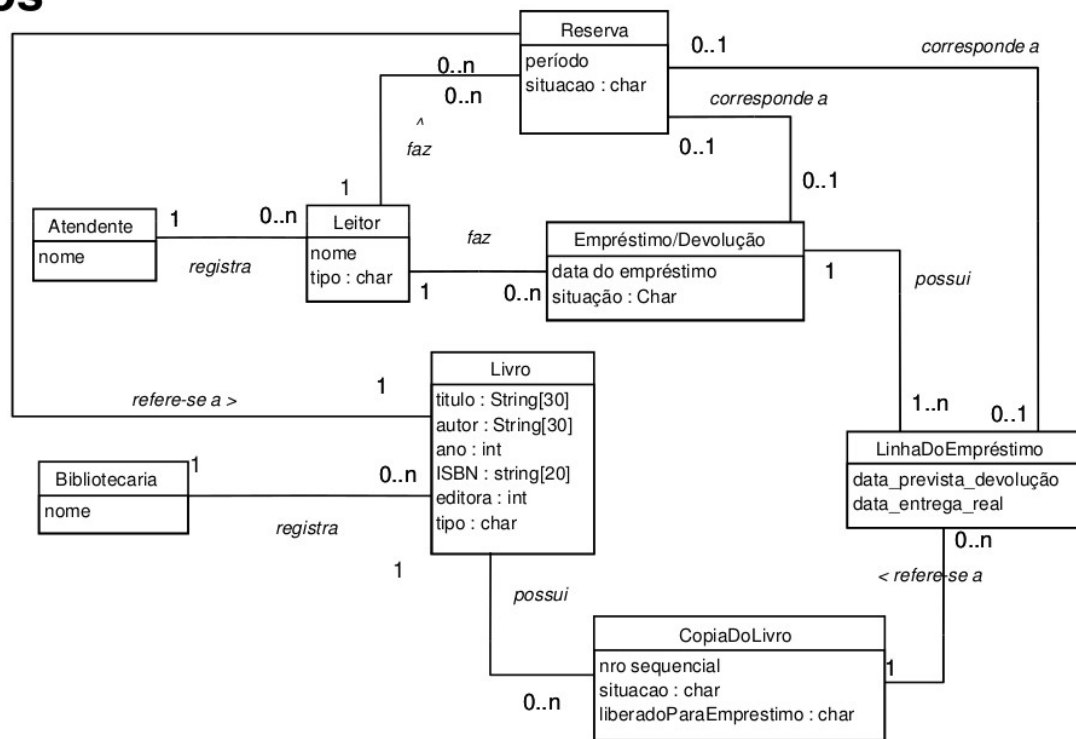 os
Reserva
período
situacao : char
0..1
corresponde a
0..n
0..n
^
faz
corresponde a
0..1
0..1
1
Atendente
nome
1
0..n
registra
Leitor
nome
tipo : char
faz
1
0..n
Empréstimo/Devolução
data do empréstimo
situação : Char
1
possui
1..n
0..1
refere-se a >
1
Livro
titulo : String[30]
autor : String[30]
ano : int
ISBN : string[20]
editora : int
tipo : char
LinhaDoEmpréstimo
data_prevista_devolução
data_entrega_real
Bibliotecaria
nome
1
0..n
registra
1
possui
0..n
0..n
< refere-se a
CopiaDoLivro
nro sequencial
situacao : char
liberadoParaEmprestimo : char
1